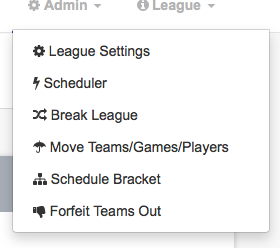 Admin League
League Settings
Scheduler
Break League
Move Teams/Games/Players
Schedule Bracket
Forfeit Teams Out